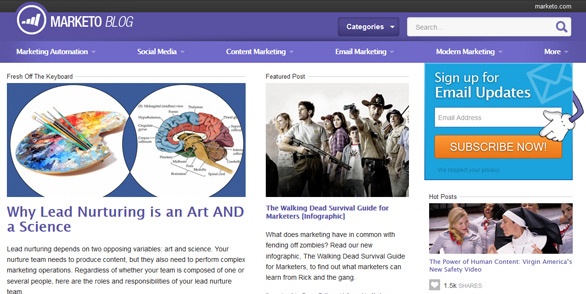 marketo.com
MARKETO BLOG
Categories
Search...
Marketing Automation
Social Media
Content Marketing
Email Marketing
Modern Marketing
More
Fresh Off The Keyboard
Why Lead Nurturing is an Art AND
a Science
Lead nurturing depends on two opposing variables: art and science. Your
nurture team needs to produce content, but they also need to perform complex
marketing operations. Regardless of whether your team is composed of one or
several people, here are the roles and responsibilities of your lead nurture
team.
Featured Post
The Walking Dead Survival Guide for
Marketers [Infographic]
What does marketing have in common with
fending off zombies? Read our new
infographic, The Walking Dead Survival Guide
for Marketers, to find out what marketers can
learn from Rick and the gang.
Sign up for
Email Updates
Email Address
SUBSCRIBE NOW!
We respect your privacy.
Hot Posts
The Power of Human Content: Virgin America's
New Safety Video
1.5k SHARES